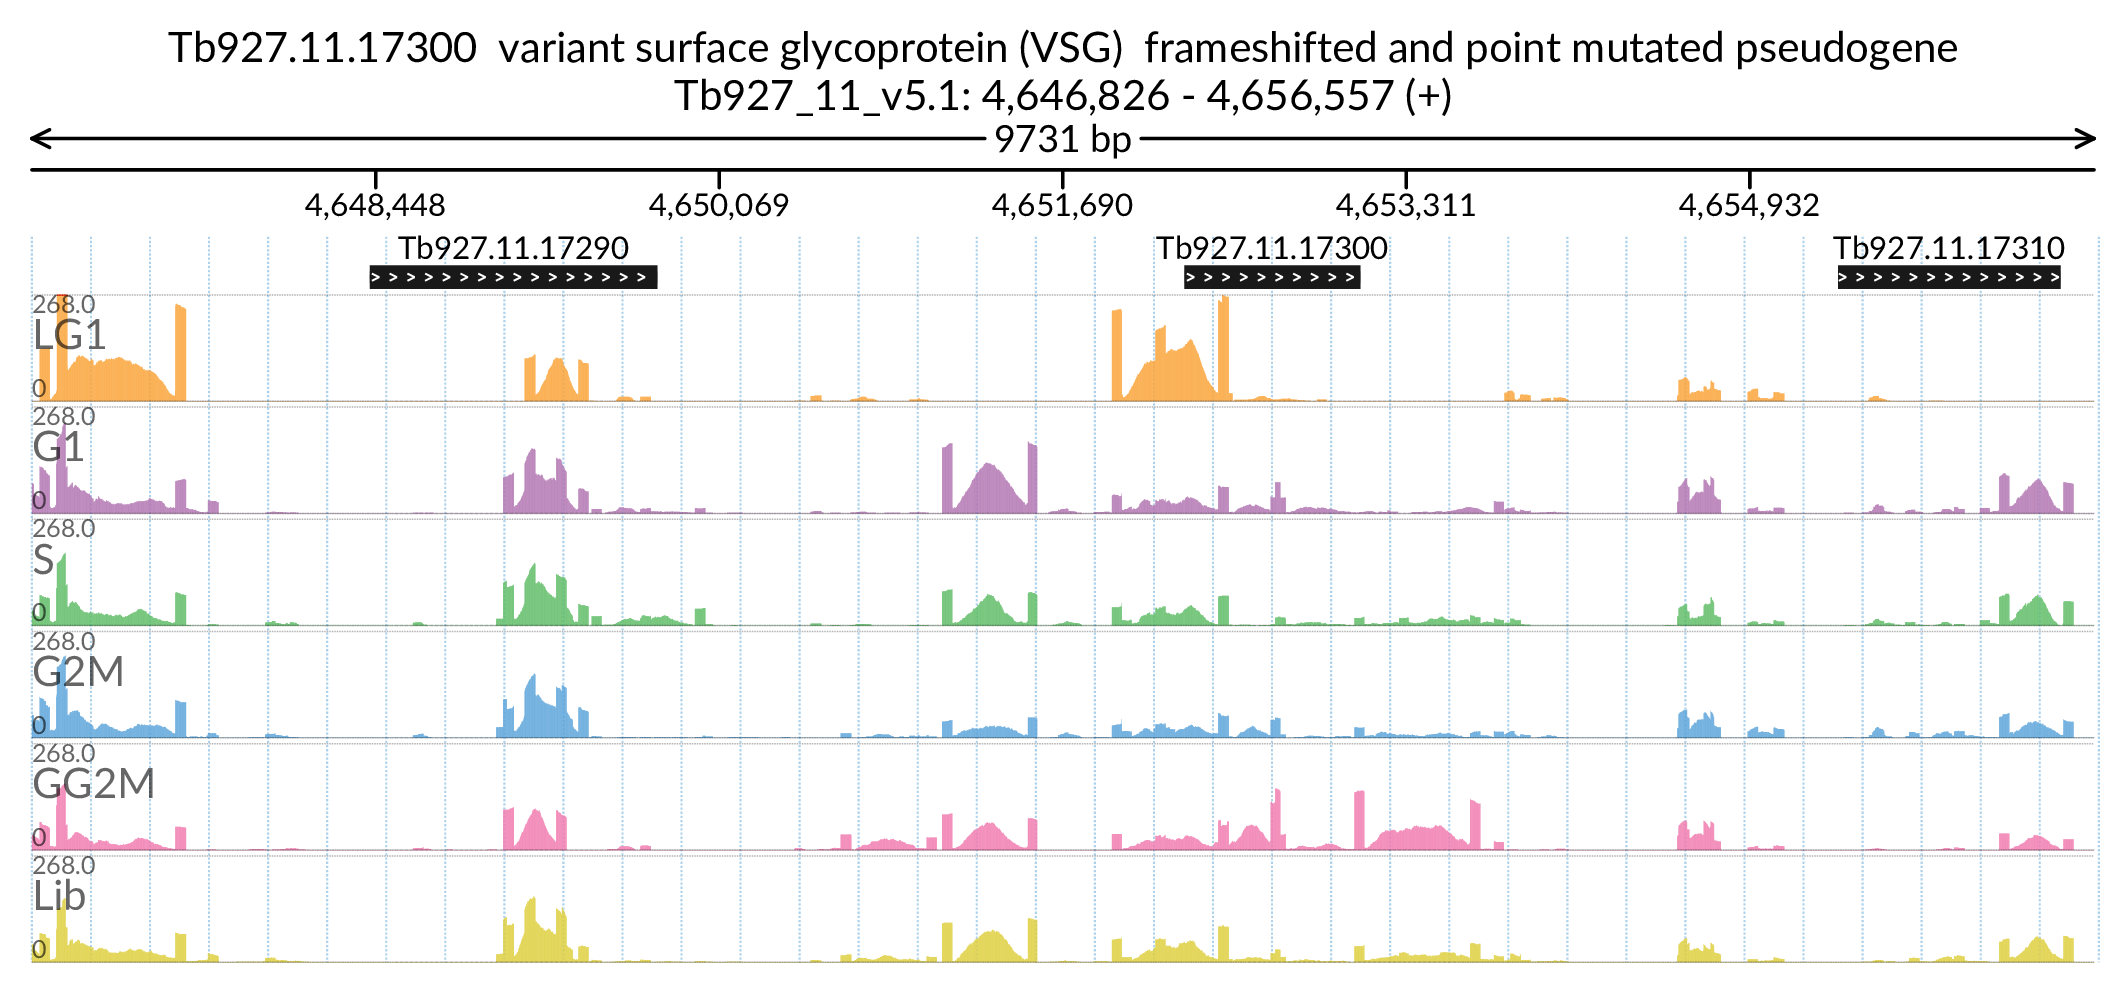 Tb927.11.17300 variant surface glycoprotein (VSG) frameshifted and point mutated pseudogene
Tb927_11_v5.1: 4,646,826 - 4,656,557 (+)
9731 bp
4,648,448 4,650,069 4,651,690 4,653,311 4,654,932
Tb927.11.17290 Tb927.11.17300 Tb927.11.17310
268.0
LG1
0
268.0
G1
0
268.0
S
0
268.0
G2M
0
268.0
GG2M
0
268.0
Lib
0